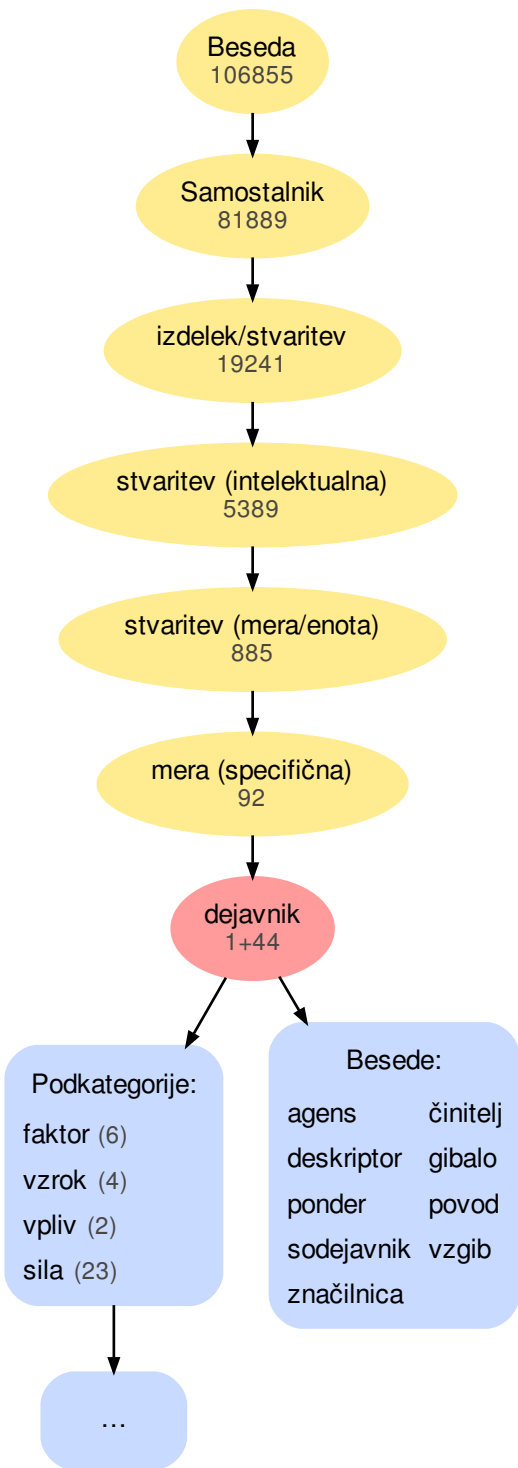 Beseda
106855
Samostalnik
81889
izdelek/stvaritev
19241
stvaritev (intelektualna)
5389
stvaritev (mera/enota)
885
mera (specifična)
92
dejavnik
1+44
Podkategorije:
faktor (6)
vzrok (4)
vpliv (2)
sila (23)
...
Besede:
agens činitelj
deskriptor gibalo
ponder povod
sodejavnik vzgib
značilnica